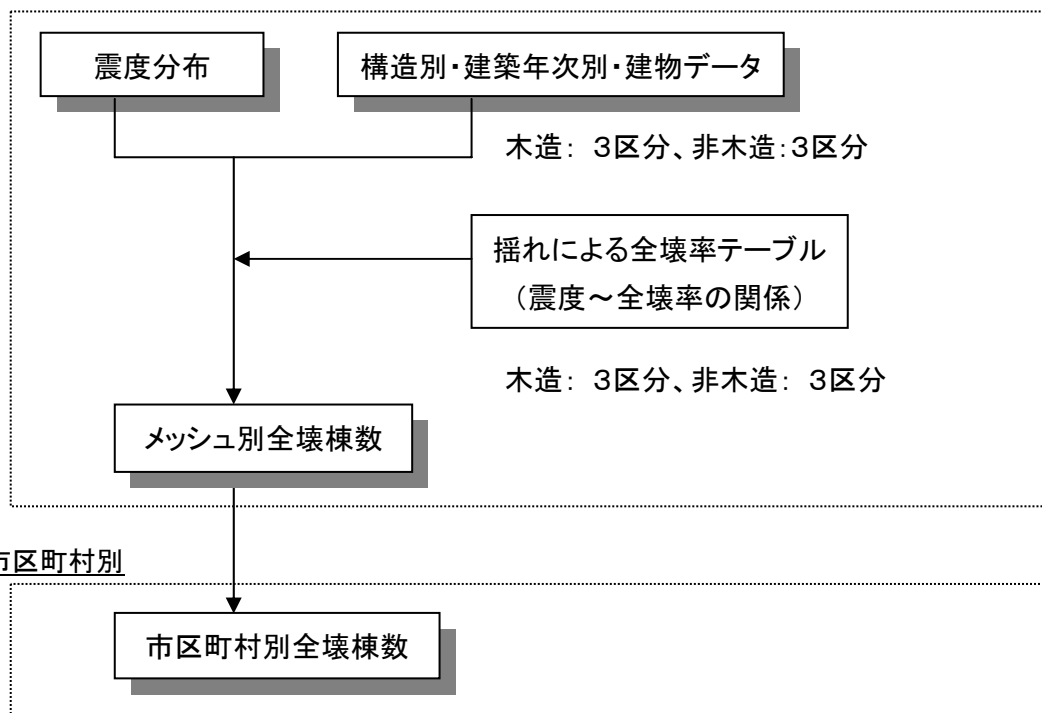 震度分布
構造別・建築年次別・建物データ
木造： ３区分、非木造：３区分
揺れによる全壊率テーブル
（震度～全壊率の関係）
木造： ３区分、非木造： ３区分
メッシュ別全壊棟数
市区町村別
市区町村別全壊棟数